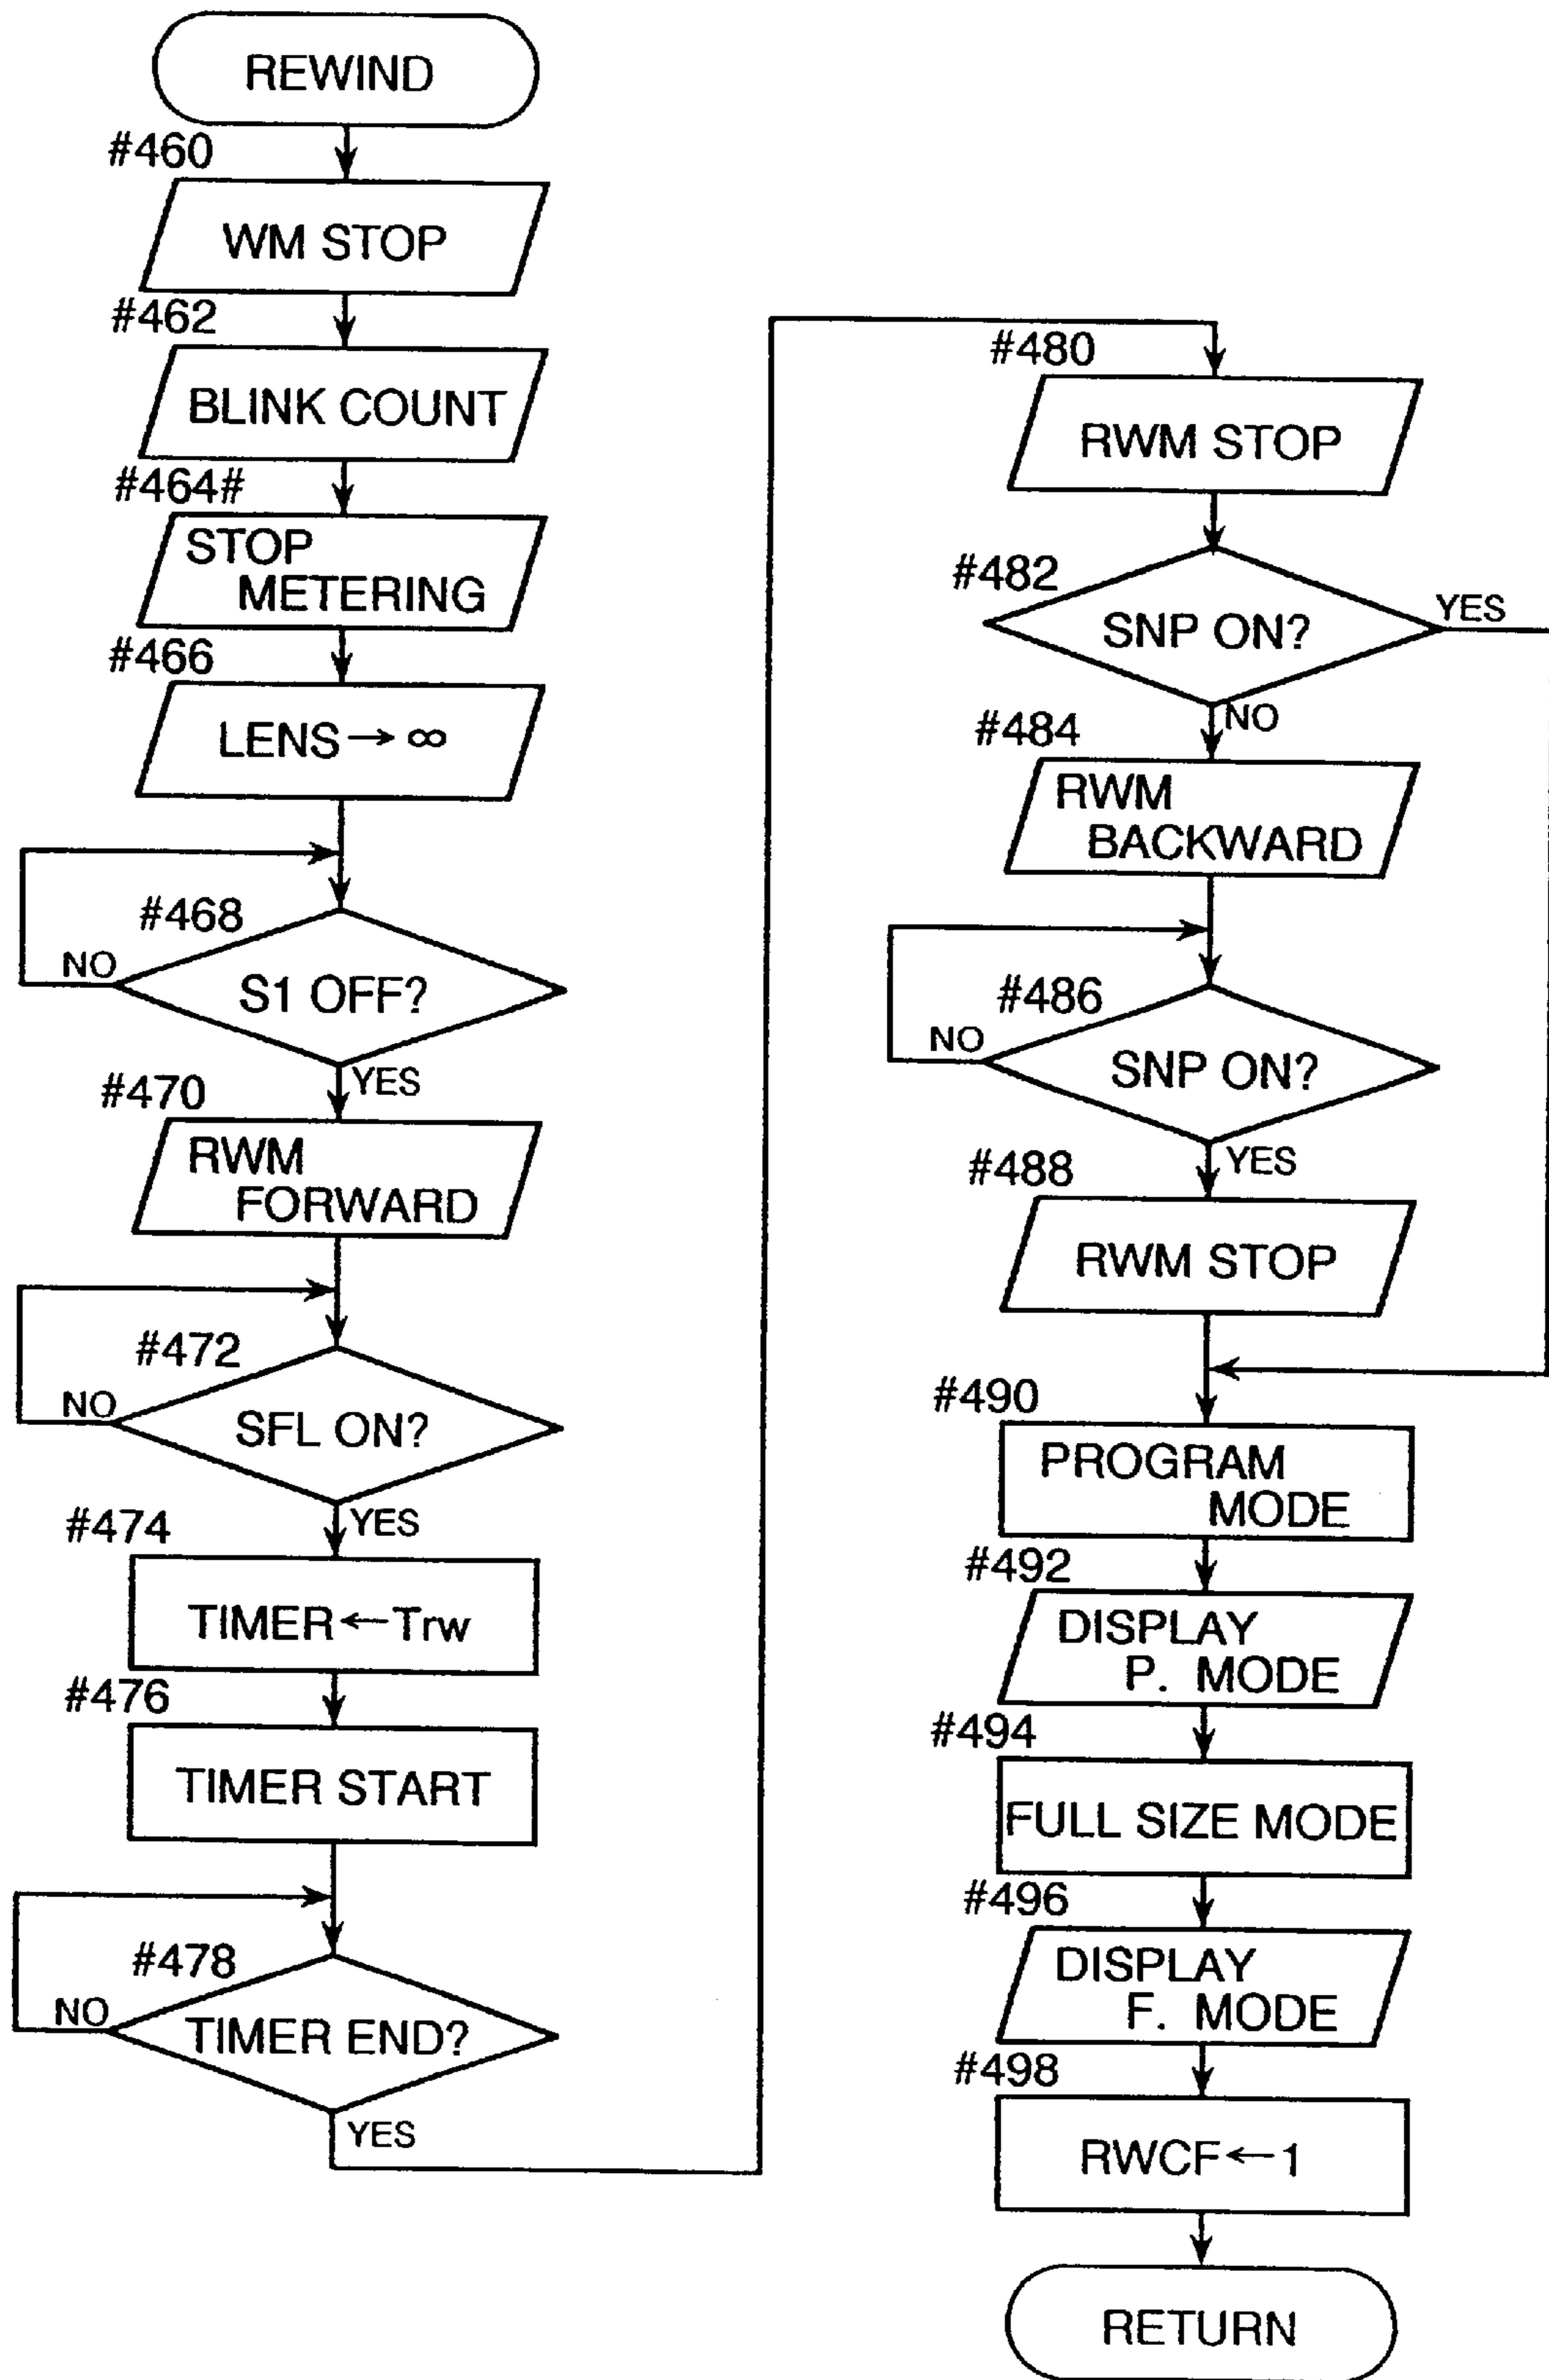 REWIND
#460
WM STOP
#462
BLINK COUNT
#464#
STOP
METERING
#466
LENS→∞
#468
NO
S1 OFF?
YES
#470
RWM
FORWARD
#472
NO
SFL ON?
YES
#474
TIMER←Trw
#476
TIMER START
#478
NO
TIMER END?
YES
#480
RWM STOP
#482
SNP ON?
YES
NO
#484
RWM
BACKWARD
#486
NO
SNP ON?
YES
#488
RWM STOP
#490
PROGRAM
MODE
#492
DISPLAY
P. MODE
#494
FULL SIZE MODE
#496
DISPLAY
F. MODE
#498
RWCF←1
RETURN